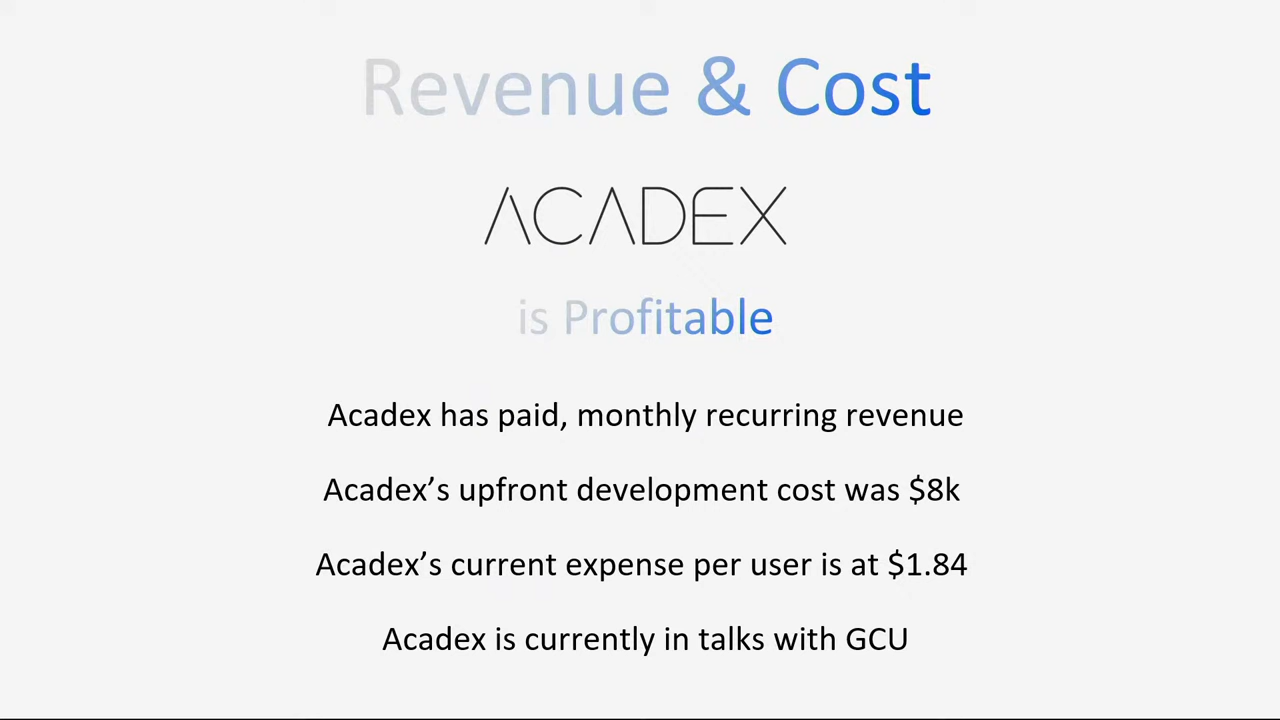 Revenue & Cost
ACADEX
is Profitable
Acadex has paid, monthly recurring revenue
Acadex’s upfront development cost was $8k
Acadex’s current expense per user is at $1.84
Acadex is currently in talks with GCU